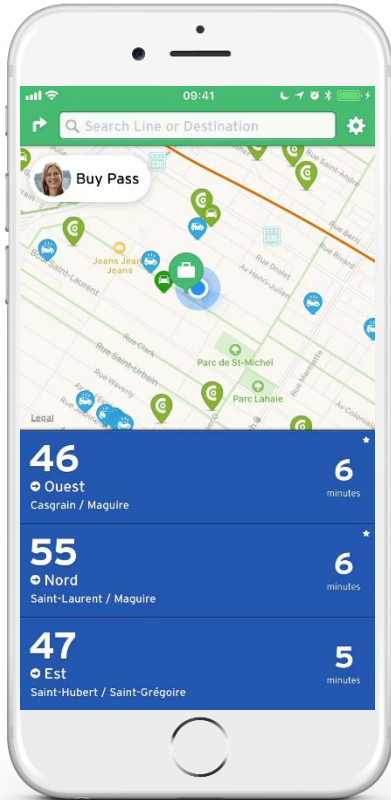 09:41
Search Line or Destination
Buy Pass
Rue Saint-André
Rue Berri
Rue Rivard
Rue Drolet
Av Henri-Julien
Jeans Jeans
Jeans
Boul Saint-Laurent
Rue Clark
Rue Saint-Urbain
Parc de St-Michel
Rue Waverly
Rue Marmette
Parc Lahaie
Av Coloniale
Legal
46
6
Ouest
minutes
Casgrain / Maguire
55
6
Nord
minutes
Saint-Laurent / Maguire
47
5
Est
minutes
Saint-Hubert / Saint-Grégoire